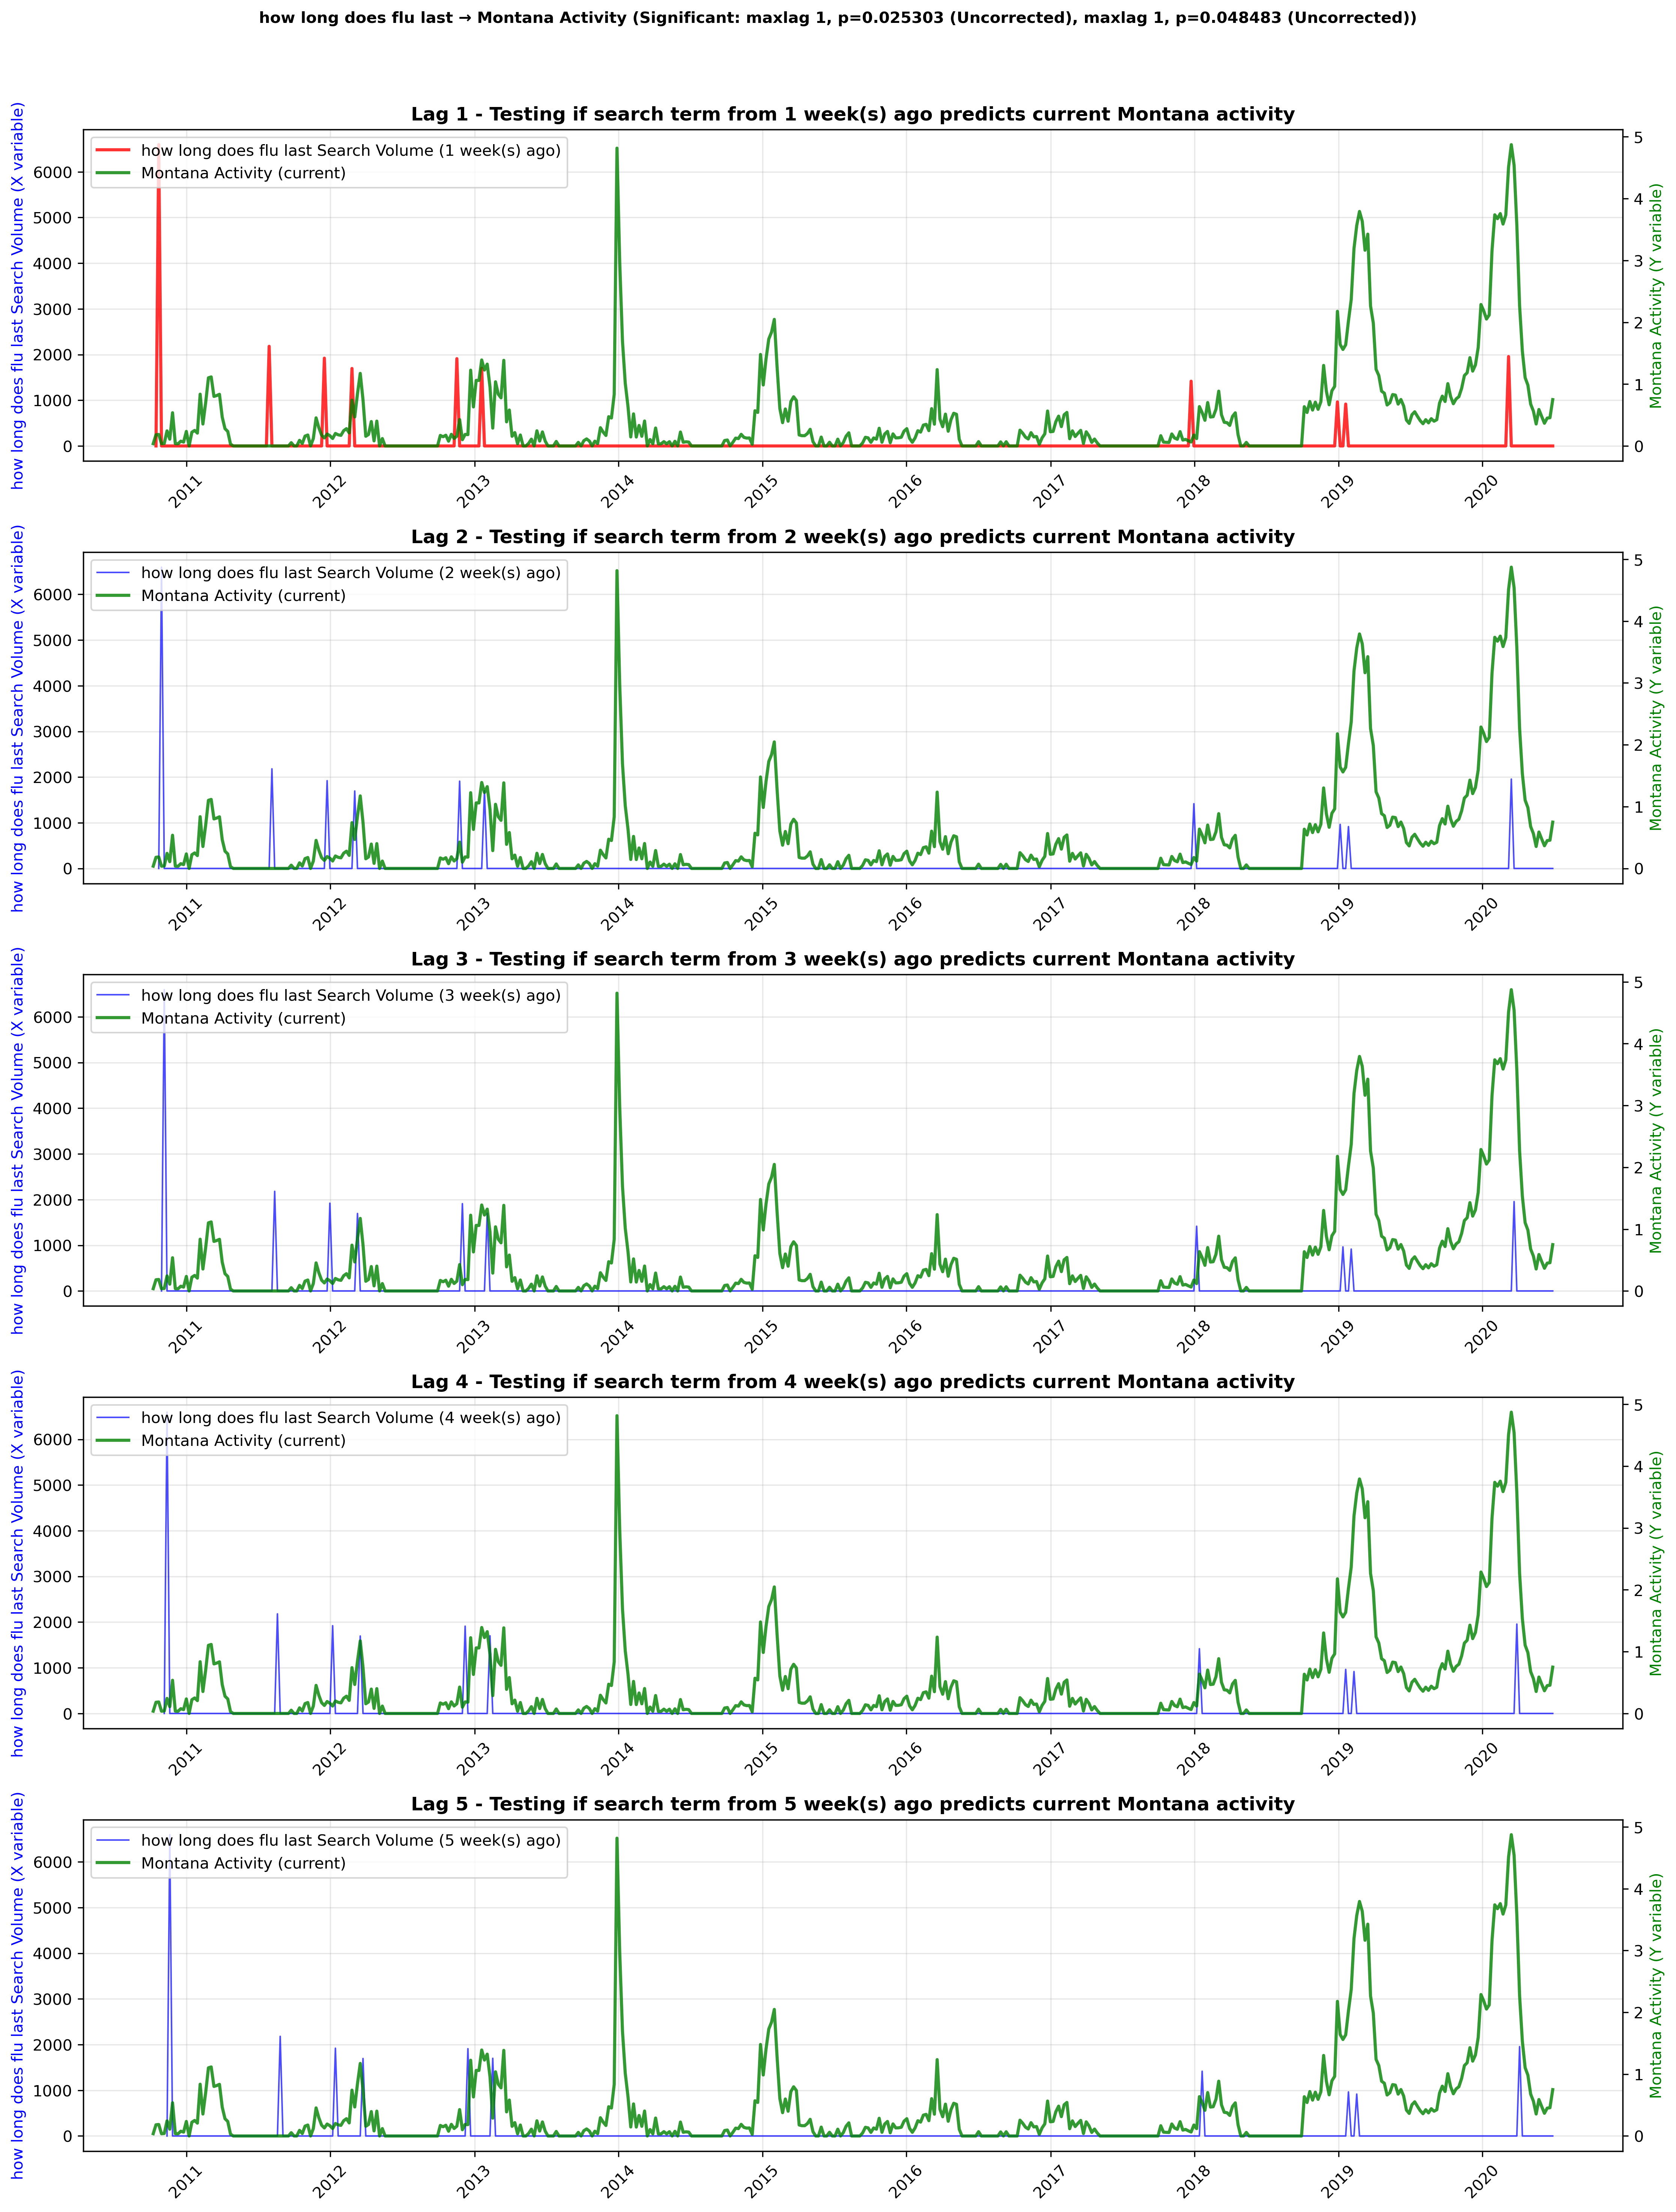 how long does flu last → Montana Activity (Significant: maxlag 1, p=0.025303 (Uncorrected), maxlag 1, p=0.048483 (Uncorrected))
Lag 1 - Testing if search term from 1 week(s) ago predicts current Montana activity
how long does flu last Search Volume (1 week(s) ago)
Montana Activity (current)
how long does flu last Search Volume (X variable)
6000
5000
4000
3000
2000
1000
0
5
4
3
2
1
0
Montana Activity (Y variable)
2011 2012 2013 2014 2015 2016 2017 2018 2019 2020
Lag 2 - Testing if search term from 2 week(s) ago predicts current Montana activity
how long does flu last Search Volume (2 week(s) ago)
Montana Activity (current)
how long does flu last Search Volume (X variable)
6000
5000
4000
3000
2000
1000
0
5
4
3
2
1
0
Montana Activity (Y variable)
2011 2012 2013 2014 2015 2016 2017 2018 2019 2020
Lag 3 - Testing if search term from 3 week(s) ago predicts current Montana activity
how long does flu last Search Volume (3 week(s) ago)
Montana Activity (current)
how long does flu last Search Volume (X variable)
6000
5000
4000
3000
2000
1000
0
5
4
3
2
1
0
Montana Activity (Y variable)
2011 2012 2013 2014 2015 2016 2017 2018 2019 2020
Lag 4 - Testing if search term from 4 week(s) ago predicts current Montana activity
how long does flu last Search Volume (4 week(s) ago)
Montana Activity (current)
how long does flu last Search Volume (X variable)
6000
5000
4000
3000
2000
1000
0
5
4
3
2
1
0
Montana Activity (Y variable)
2011 2012 2013 2014 2015 2016 2017 2018 2019 2020
Lag 5 - Testing if search term from 5 week(s) ago predicts current Montana activity
how long does flu last Search Volume (5 week(s) ago)
Montana Activity (current)
how long does flu last Search Volume (X variable)
6000
5000
4000
3000
2000
1000
0
5
4
3
2
1
0
Montana Activity (Y variable)
2011 2012 2013 2014 2015 2016 2017 2018 2019 2020